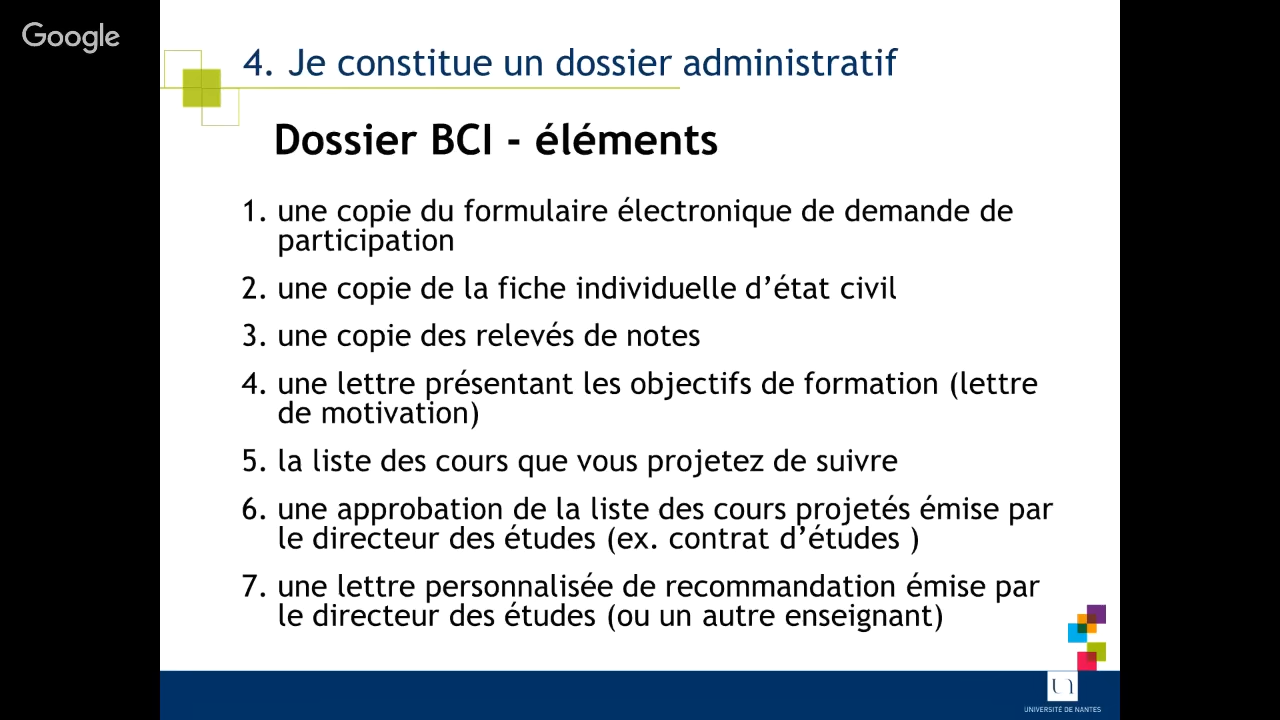 Google
4. Je constitue un dossier administratif
Dossier BCI - éléments
1. une copie du formulaire électronique de demande de
participation
2. une copie de la fiche individuelle d’état civil
3. une copie des relevés de notes
4. une lettre présentant les objectifs de formation (lettre
de motivation)
5. la liste des cours que vous projetez de suivre
6. une approbation de la liste des cours projetés émise par
le directeur des études (ex. contrat d’études )
7. une lettre personnalisée de recommandation émise par
le directeur des études (ou un autre enseignant)
UNIVERSITÉ DE NANTES